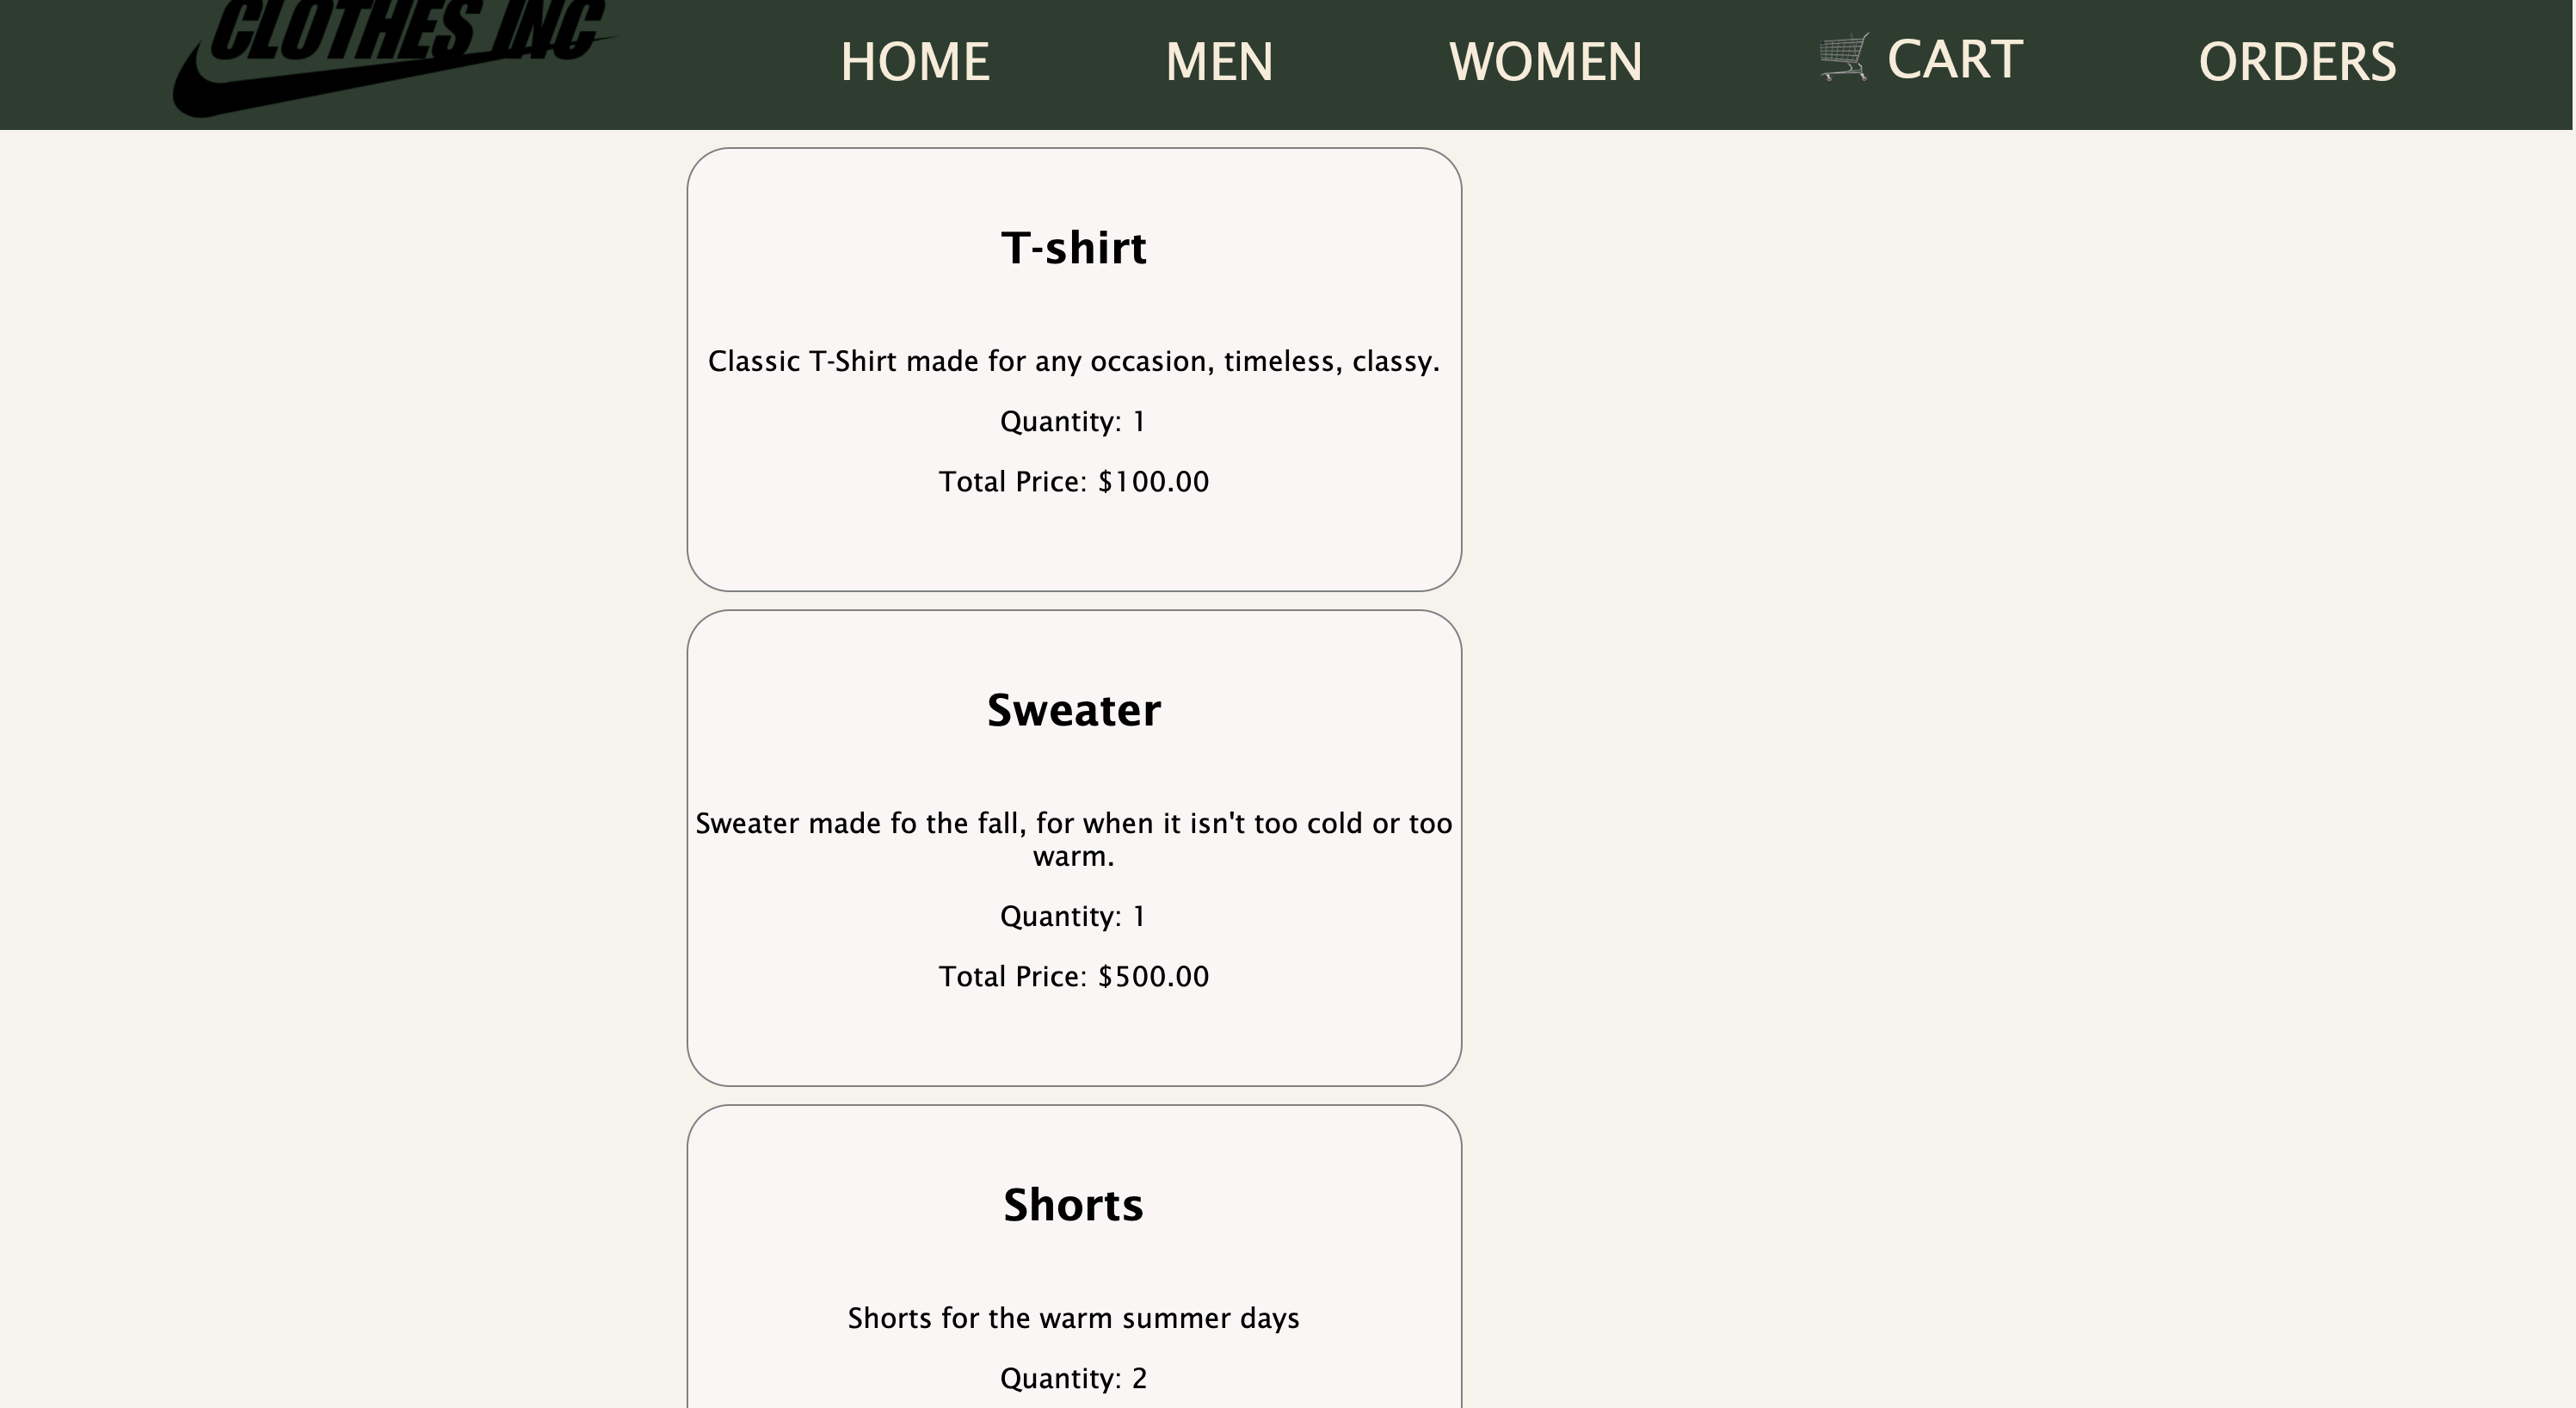 CLOTHES INC
HOME
MEN
WOMEN
CART
ORDERS
T-shirt
Classic T-Shirt made for any occasion, timeless, classy.
Quantity: 1
Total Price: $100.00
Sweater
Sweater made fo the fall, for when it isn't too cold or too
warm.
Quantity: 1
Total Price: $500.00
Shorts
Shorts for the warm summer days
Quantity: 2